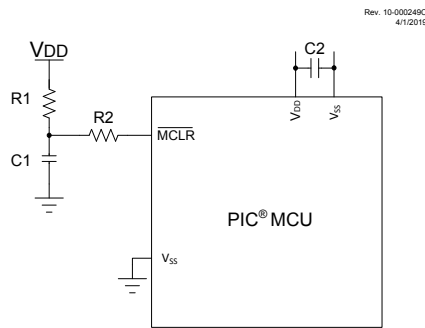 Rev. 10-000249C
4/1/2019
VDD
C2
R1
R2
VDD
VSS
MCLR
C1
PIC® MCU
VSS